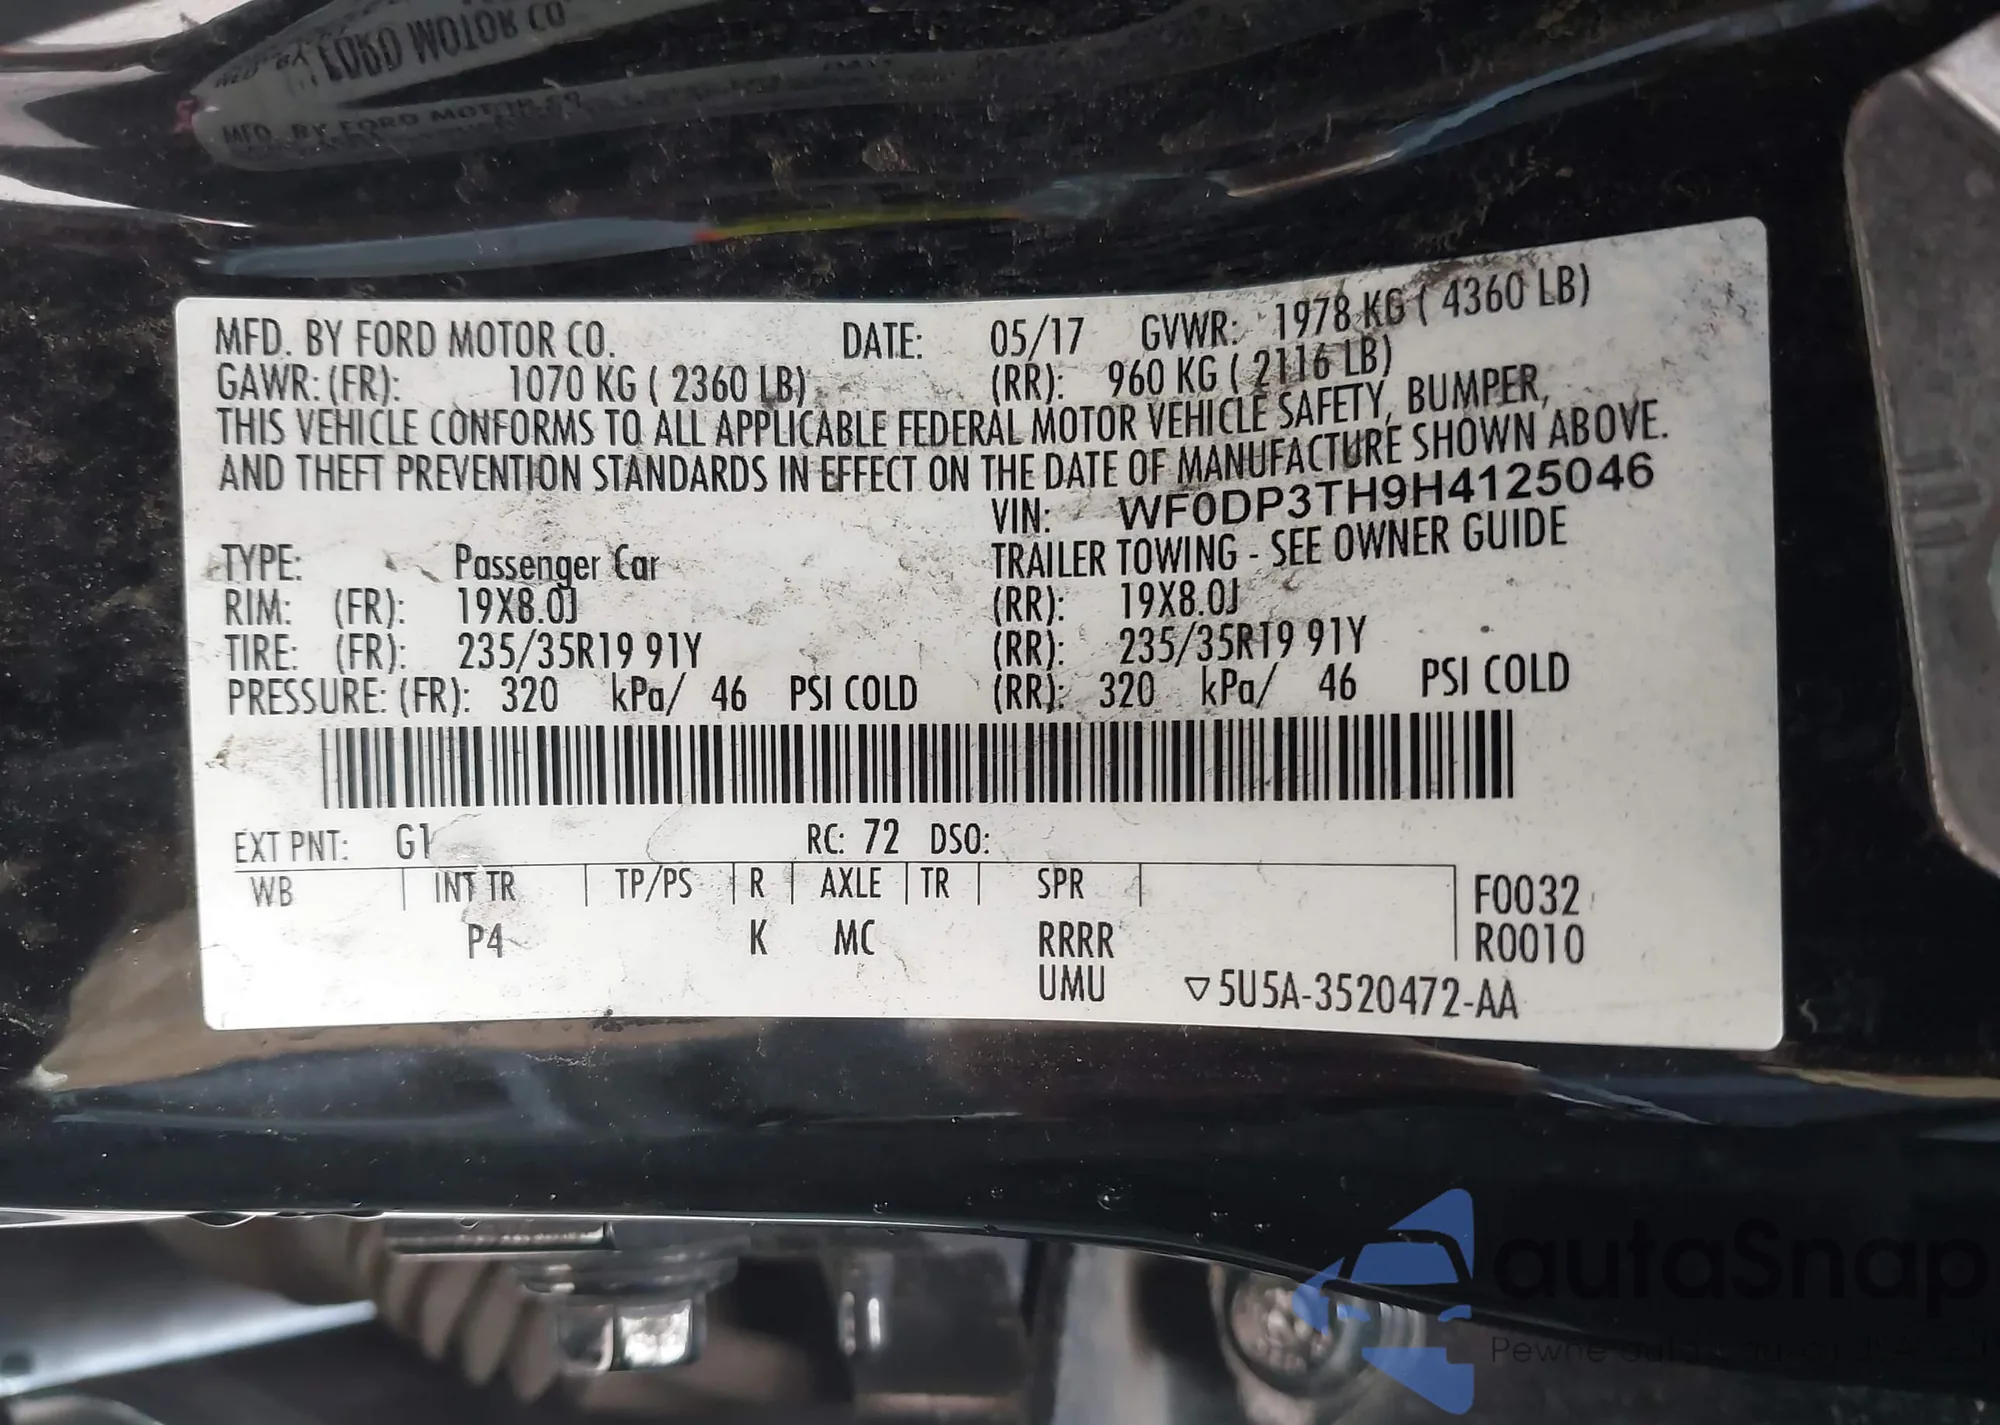 FORD MOTOR CO
MFD. BY FORD MOTOR CO
MFD. BY FORD MOTOR CO. DATE: 05/17 GVWR: 1978 KG ( 4360 LB)
GAWR: (FR): 1070 KG ( 2360 LB) (RR): 960 KG ( 2116 LB)
THIS VEHICLE CONFORMS TO ALL APPLICABLE FEDERAL MOTOR VEHICLE SAFETY, BUMPER,
AND THEFT PREVENTION STANDARDS IN EFFECT ON THE DATE OF MANUFACTURE SHOWN ABOVE.
VIN: WF0DP3TH9H4125046
TYPE: Passenger Car TRAILER TOWING - SEE OWNER GUIDE
RIM: (FR): 19X8.0J (RR): 19X8.0J
TIRE: (FR): 235/35R19 91Y (RR): 235/35R19 91Y
PRESSURE: (FR): 320 kPa/ 46 PSI COLD (RR): 320 kPa/ 46 PSI COLD
EXT PNT: G1 RC: 72 DSO:
WB INT TR TP/PS R AXLE TR SPR F0032
P4 K MC RRRR R0010
UMU ▽5U5A-3520472-AA
autaSnap
Pewne auta